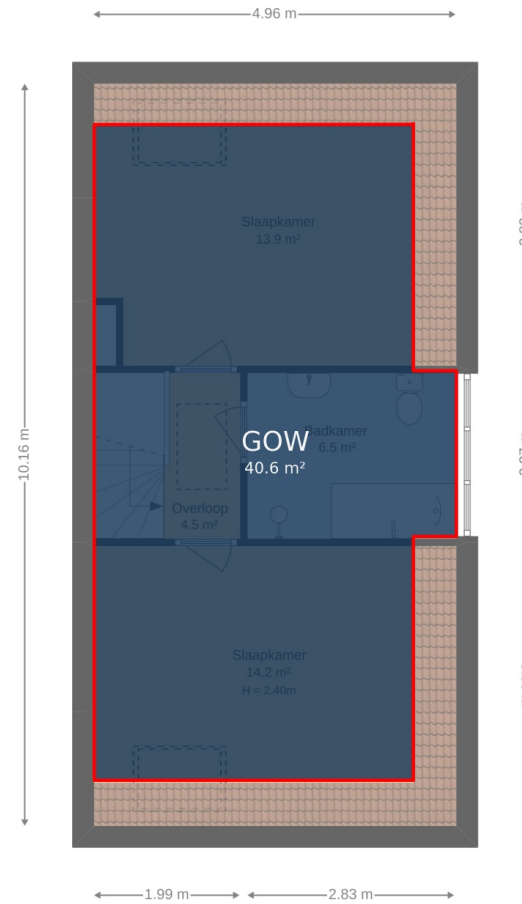 4.96 m
Slaapkamer
13.9 m²
10.16 m
GOW
40.6 m²
Badkamer
6.5 m²
Overloop
4.5 m²
Slaapkamer
14.2 m²
H = 2.40m
1.99 m
2.83 m